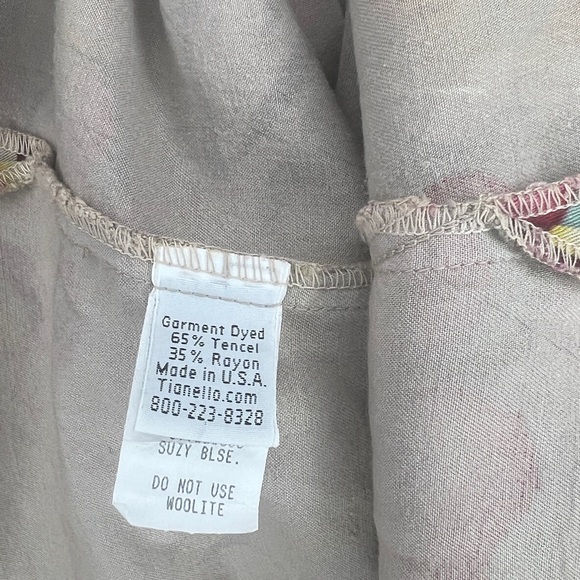 Garment Dyed
65% Tencel
35% Rayon
Made in U.S.A.
Tianello.com
800-223-8328
SUZY BLSE.
DO NOT USE
WOOLITE